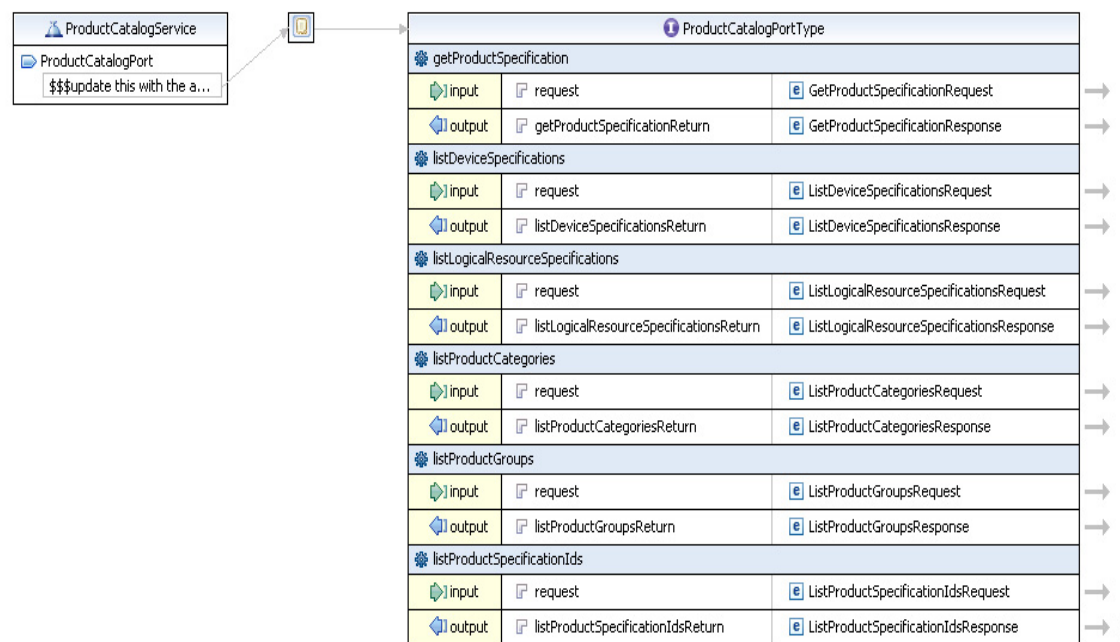 ProductCatalogService
ProductCatalogPort
$$$update this with the a...
ProductCatalogPortType
getProductSpecification
input request GetProductSpecificationRequest
output getProductSpecificationReturn GetProductSpecificationResponse
listDeviceSpecifications
input request ListDeviceSpecificationsRequest
output listDeviceSpecificationsReturn ListDeviceSpecificationsResponse
listLogicalResourceSpecifications
input request ListLogicalResourceSpecificationsRequest
output listLogicalResourceSpecificationsReturn ListLogicalResourceSpecificationsResponse
listProductCategories
input request ListProductCategoriesRequest
output listProductCategoriesReturn ListProductCategoriesResponse
listProductGroups
input request ListProductGroupsRequest
output listProductGroupsReturn ListProductGroupsResponse
listProductSpecificationIds
input request ListProductSpecificationIdsRequest
output listProductSpecificationIdsReturn ListProductSpecificationIdsResponse